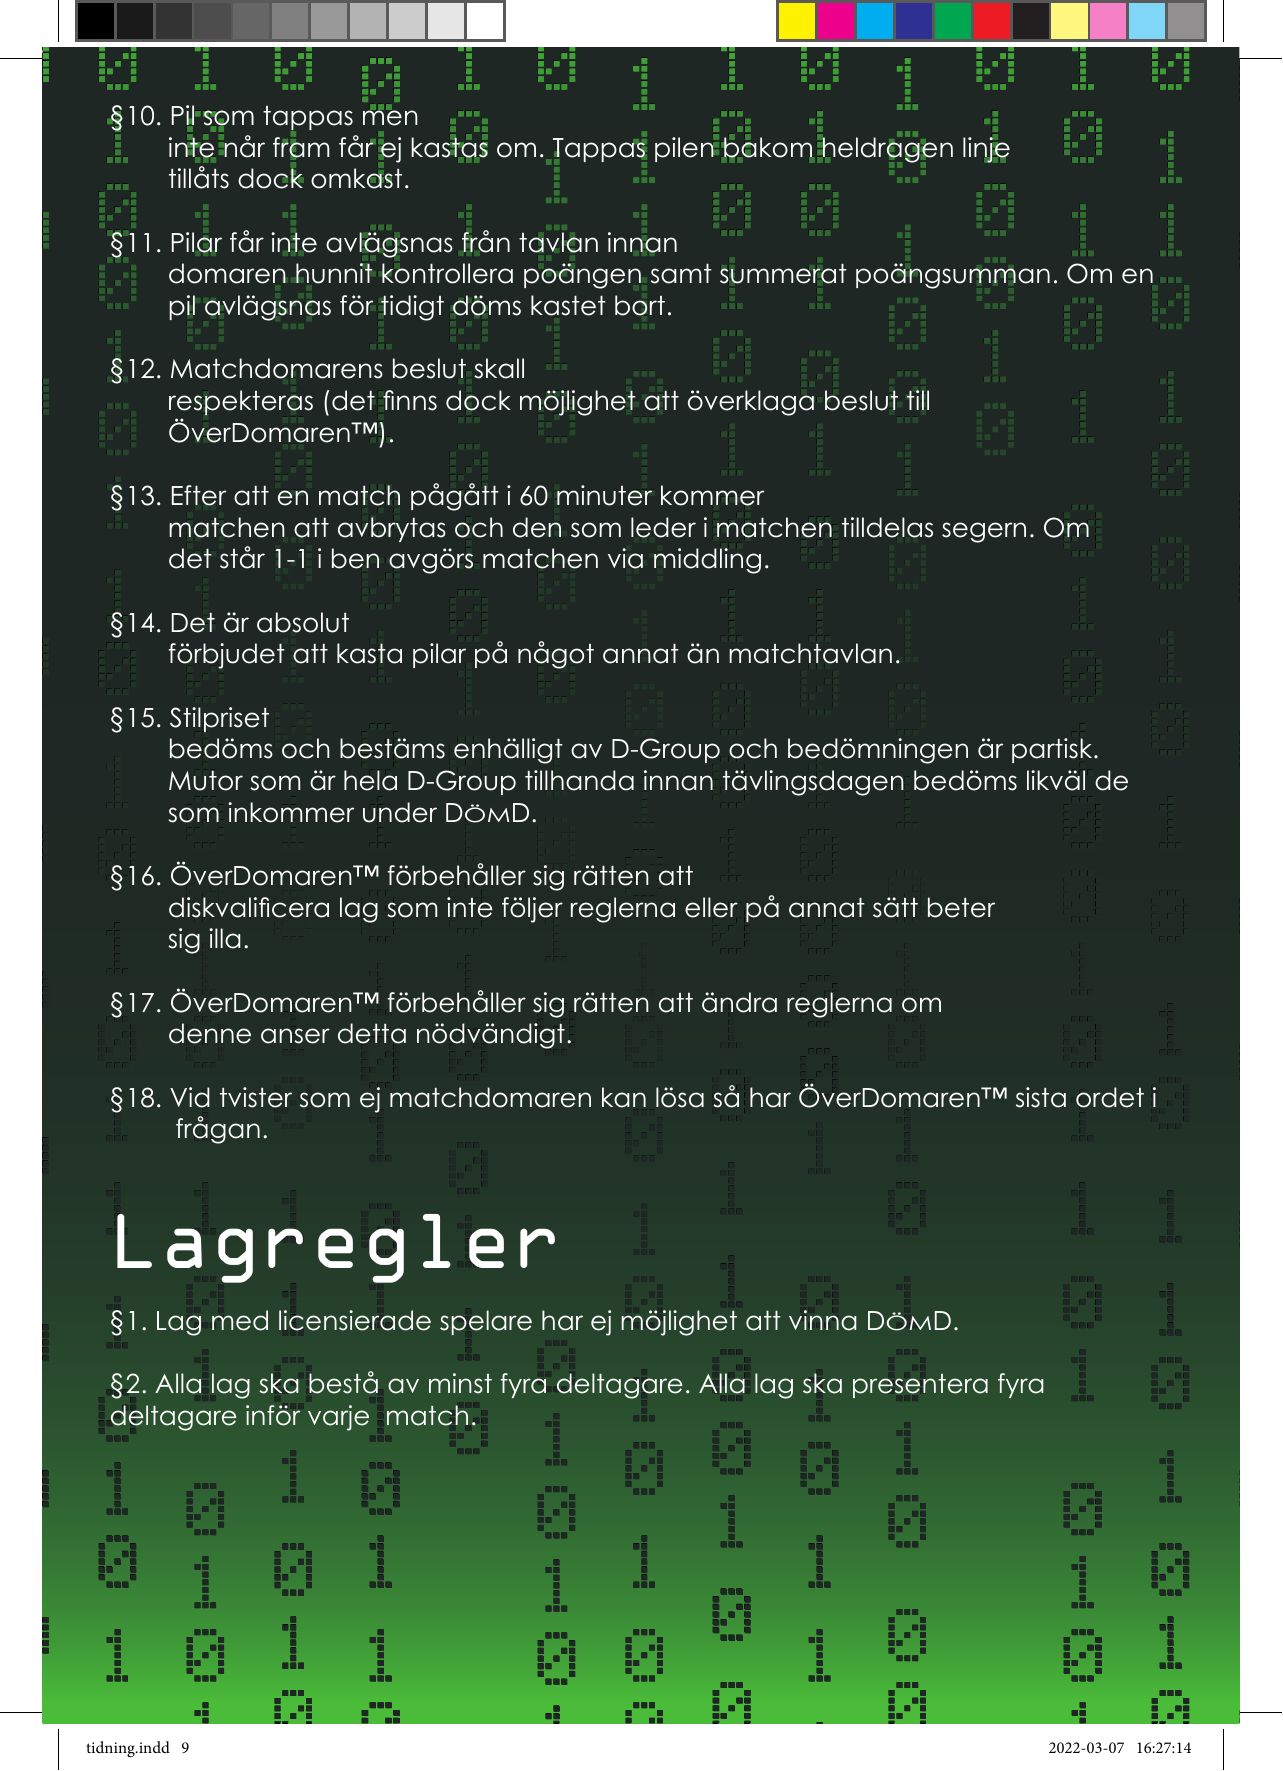 §10. Pil som tappas men
inte når fram får ej kastas om. Tappas pilen bakom heldragen linje
tillåts dock omkast.
§11. Pilar får inte avlägsnas från tavlan innan
domaren hunnit kontrollera poängen samt summerat poängsumman. Om en
pil avlägsnas för tidigt döms kastet bort.
§12. Matchdomarens beslut skall
respekteras (det finns dock möjlighet att överklaga beslut till
ÖverDomaren™).
§13. Efter att en match pågått i 60 minuter kommer
matchen att avbrytas och den som leder i matchen tilldelas segern. Om
det står 1-1 i ben avgörs matchen via middling.
§14. Det är absolut
förbjudet att kasta pilar på något annat än matchtavlan.
§15. Stilpriset
bedöms och bestäms enhälligt av D-Group och bedömningen är partisk.
Mutor som är hela D-Group tillhanda innan tävlingsdagen bedöms likväl de
som inkommer under DÖMD.
§16. ÖverDomaren™ förbehåller sig rätten att
diskvalificera lag som inte följer reglerna eller på annat sätt beter
sig illa.
§17. ÖverDomaren™ förbehåller sig rätten att ändra reglerna om
denne anser detta nödvändigt.
§18. Vid tvister som ej matchdomaren kan lösa så har ÖverDomaren™ sista ordet i
frågan.
Lagregler
§1. Lag med licensierade spelare har ej möjlighet att vinna DÖMD.
§2. Alla lag ska bestå av minst fyra deltagare. Alla lag ska presentera fyra
deltagare inför varje match.
tidning.indd 9 2022-03-07 16:27:14